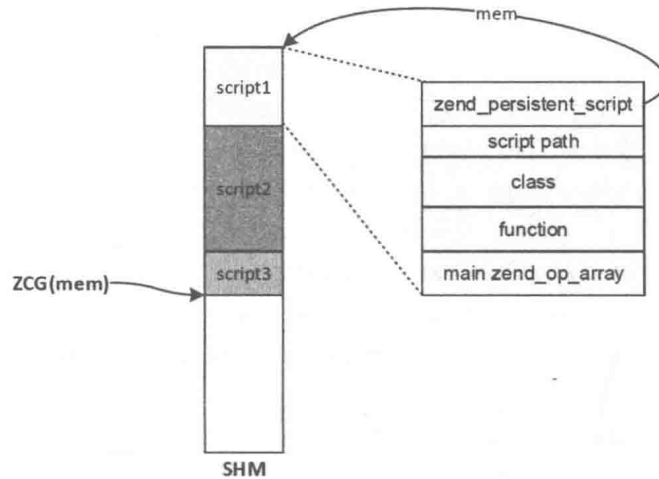 mem
script1
zend_persistent_script
script path
script2
class
function
script3
main zend_op_array
ZCG(mem)
SHM